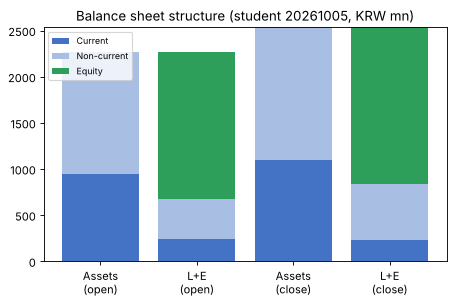 Balance sheet structure (student 20261005, KRW mn)
Current
Non-current
Equity
2500
2000
1500
1000
500
0
Assets
(open)
L+E
(open)
Assets
(close)
L+E
(close)